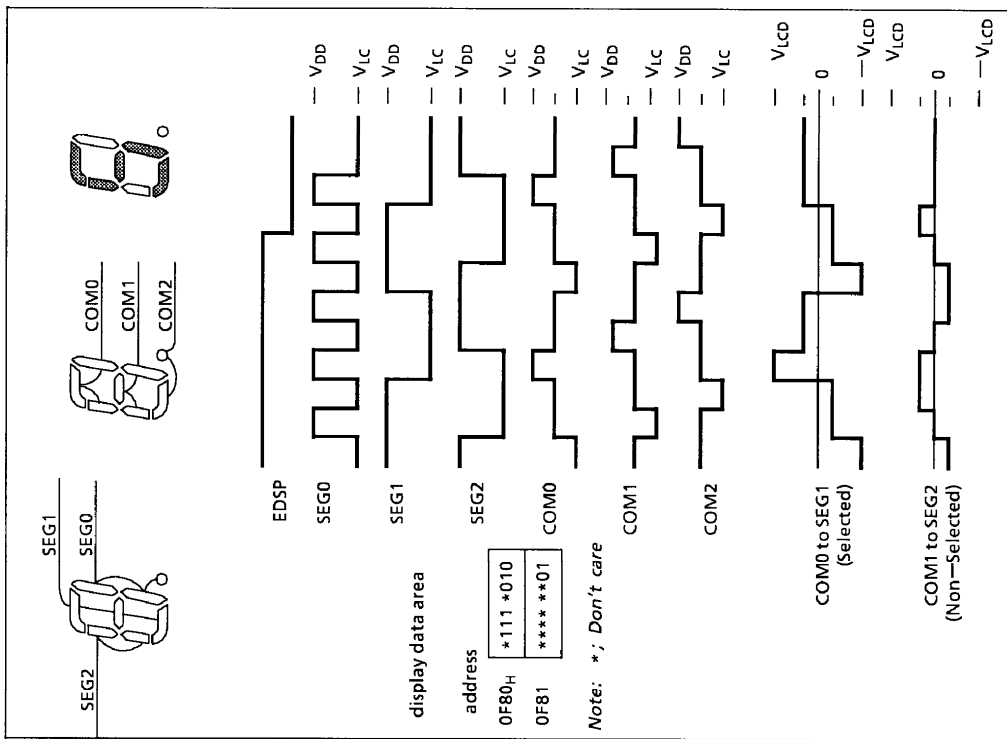 SEG1
SEG0
SEG2
COM0
COM1
COM2
display data area
address
0F80H
*111 *010
0F81
**** **01
Note: *; Don't care
EDSP
SEG0
VDD
VLC
SEG1
VDD
VLC
SEG2
VDD
VLC
COM0
VDD
VLC
COM1
VDD
VLC
COM2
VDD
VLC
COM0 to SEG1
(Selected)
VLCD
0
—VLCD
COM1 to SEG2
(Non—Selected)
VLCD
0
—VLCD